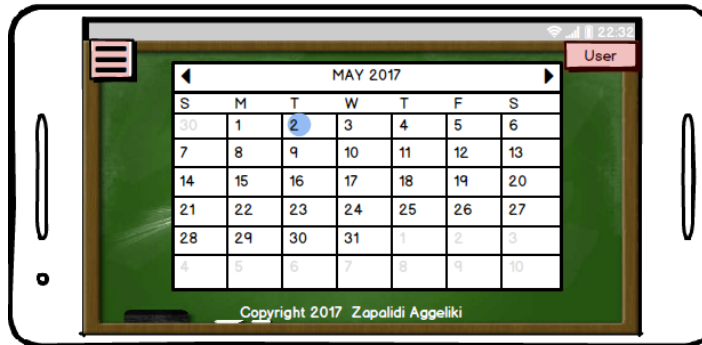 22:32
User
MAY 2017
S M T W T F S
30 1 2 3 4 5 6
7 8 9 10 11 12 13
14 15 16 17 18 19 20
21 22 23 24 25 26 27
28 29 30 31 1 2 3
4 5 6 7 8 9 10
Copyright 2017 Zapalidi Aggeliki